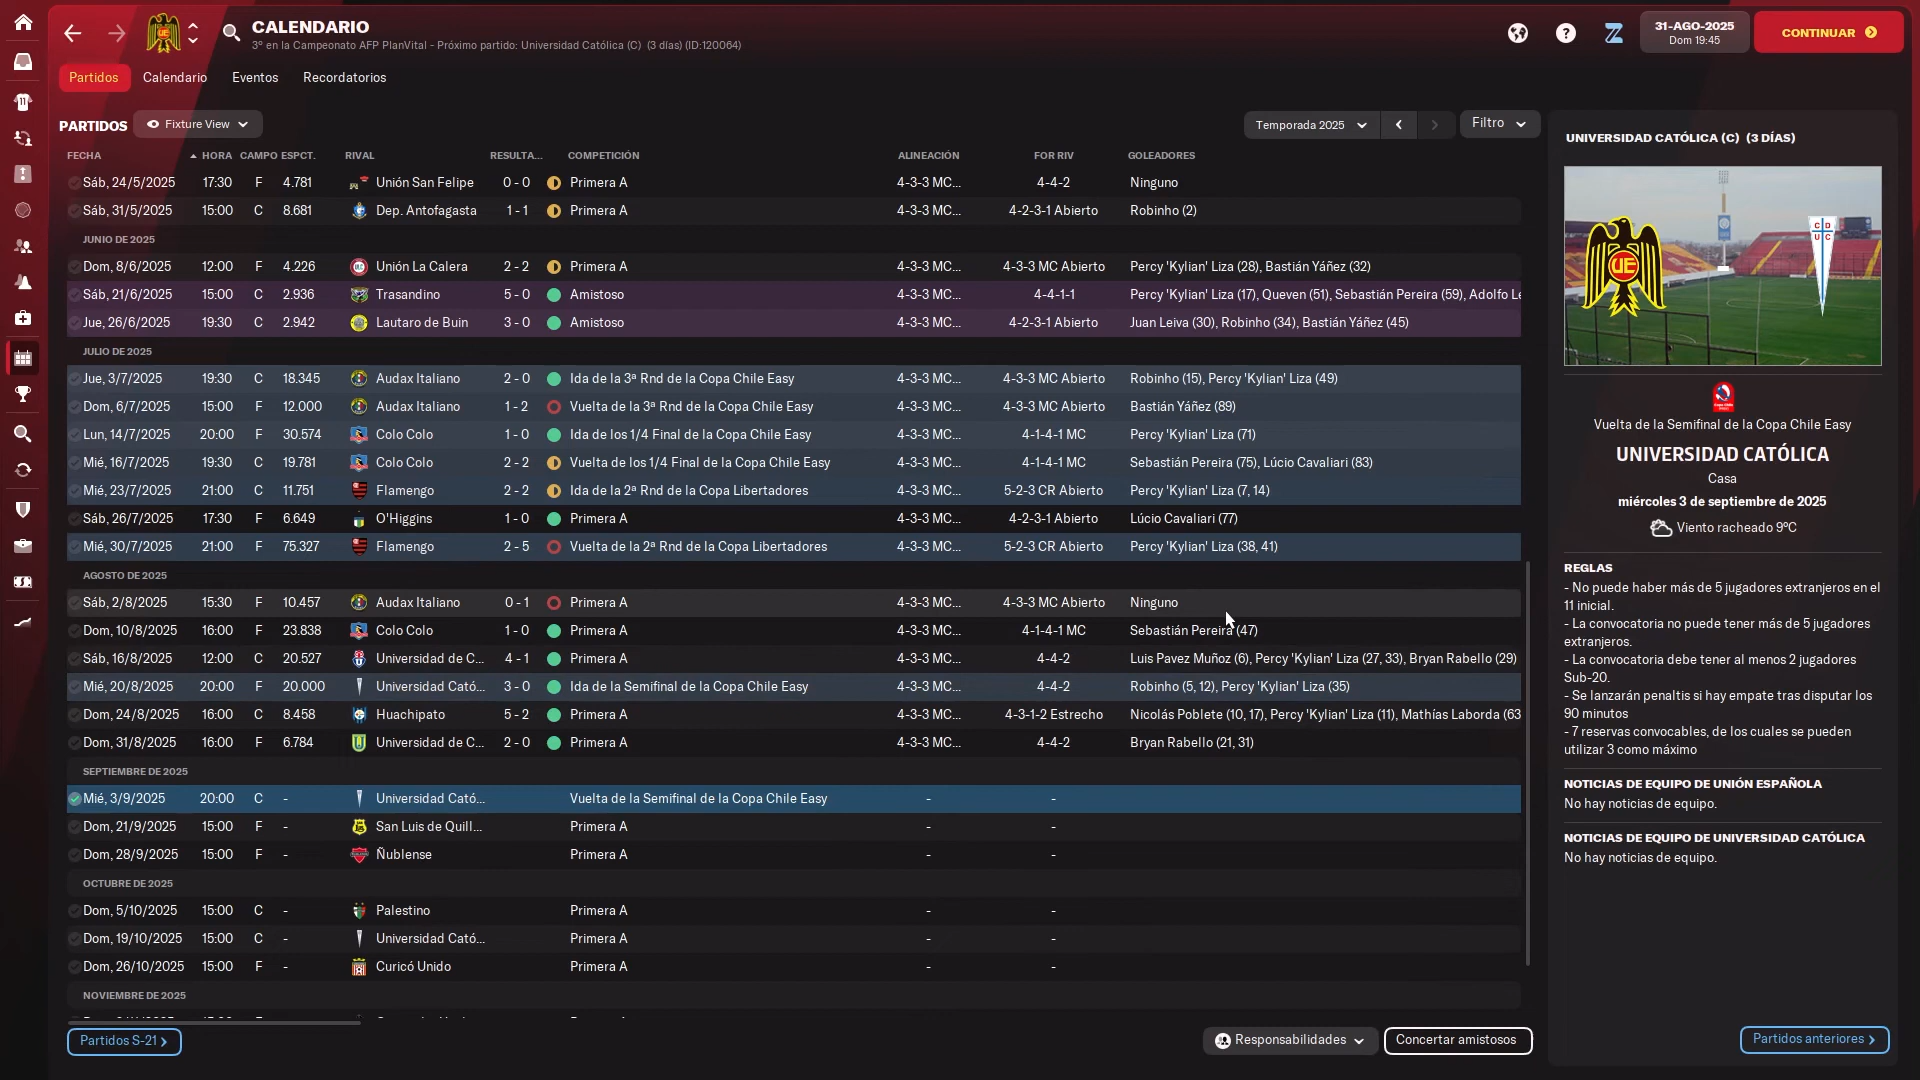 CALENDARIO
3º en la Campeonato AFP PlanVital - Próximo partido: Universidad Católica (C) (3 días) (ID:120064)
31-AGO-2025
Dom 19:45
CONTINUAR
Partidos Calendario Eventos Recordatorios
PARTIDOS Fixture View Temporada 2025 Filtro
FECHA HORA CAMPO ESPCT. RIVAL RESULTA... COMPETICIÓN ALINEACIÓN FOR RIV GOLEADORES
Sáb, 24/5/2025 17:30 F 4.781 Unión San Felipe 0 - 0 Primera A 4-3-3 MC... 4-4-2 Ninguno
Sáb, 31/5/2025 15:00 C 8.681 Dep. Antofagasta 1 - 1 Primera A 4-3-3 MC... 4-2-3-1 Abierto Robinho (2)
JUNIO DE 2025
Dom, 8/6/2025 12:00 F 4.226 Unión La Calera 2 - 2 Primera A 4-3-3 MC... 4-3-3 MC Abierto Percy 'Kylian' Liza (28), Bastián Yáñez (32)
Sáb, 21/6/2025 15:00 C 2.936 Trasandino 5 - 0 Amistoso 4-3-3 MC... 4-4-1-1 Percy 'Kylian' Liza (17), Queven (51), Sebastián Pereira (59), Adolfo Le
Jue, 26/6/2025 19:30 C 2.942 Lautaro de Buin 3 - 0 Amistoso 4-3-3 MC... 4-2-3-1 Abierto Juan Leiva (30), Robinho (34), Bastián Yáñez (45)
JULIO DE 2025
Jue, 3/7/2025 19:30 C 18.345 Audax Italiano 2 - 0 Ida de la 3ª Rnd de la Copa Chile Easy 4-3-3 MC... 4-3-3 MC Abierto Robinho (15), Percy 'Kylian' Liza (49)
Dom, 6/7/2025 15:00 F 12.000 Audax Italiano 1 - 2 Vuelta de la 3ª Rnd de la Copa Chile Easy 4-3-3 MC... 4-3-3 MC Abierto Bastián Yáñez (89)
Lun, 14/7/2025 20:00 F 30.574 Colo Colo 1 - 0 Ida de los 1/4 Final de la Copa Chile Easy 4-3-3 MC... 4-1-4-1 MC Percy 'Kylian' Liza (71)
Mié, 16/7/2025 19:30 C 19.781 Colo Colo 2 - 2 Vuelta de los 1/4 Final de la Copa Chile Easy 4-3-3 MC... 4-1-4-1 MC Sebastián Pereira (75), Lúcio Cavaliari (83)
Mié, 23/7/2025 21:00 C 11.751 Flamengo 2 - 2 Ida de la 2ª Rnd de la Copa Libertadores 4-3-3 MC... 5-2-3 CR Abierto Percy 'Kylian' Liza (7, 14)
Sáb, 26/7/2025 17:30 F 6.649 O'Higgins 1 - 0 Primera A 4-3-3 MC... 4-2-3-1 Abierto Lúcio Cavaliari (77)
Mié, 30/7/2025 21:00 F 75.327 Flamengo 2 - 5 Vuelta de la 2ª Rnd de la Copa Libertadores 4-3-3 MC... 5-2-3 CR Abierto Percy 'Kylian' Liza (38, 41)
AGOSTO DE 2025
Sáb, 2/8/2025 15:30 F 10.457 Audax Italiano 0 - 1 Primera A 4-3-3 MC... 4-3-3 MC Abierto Ninguno
Dom, 10/8/2025 16:00 F 23.838 Colo Colo 1 - 0 Primera A 4-3-3 MC... 4-1-4-1 MC Sebastián Pereira (47)
Sáb, 16/8/2025 12:00 C 20.527 Universidad de C... 4 - 1 Primera A 4-3-3 MC... 4-4-2 Luis Pavez Muñoz (6), Percy 'Kylian' Liza (27, 33), Bryan Rabello (29)
Mié, 20/8/2025 20:00 F 20.000 Universidad Cató... 3 - 0 Ida de la Semifinal de la Copa Chile Easy 4-3-3 MC... 4-4-2 Robinho (5, 12), Percy 'Kylian' Liza (35)
Dom, 24/8/2025 16:00 C 8.458 Huachipato 5 - 2 Primera A 4-3-3 MC... 4-3-1-2 Estrecho Nicolás Poblete (10, 17), Percy 'Kylian' Liza (11), Mathías Laborda (63
Dom, 31/8/2025 16:00 F 6.784 Universidad de C... 2 - 0 Primera A 4-3-3 MC... 4-4-2 Bryan Rabello (21, 31)
SEPTIEMBRE DE 2025
Mié, 3/9/2025 20:00 C - Universidad Cató... Vuelta de la Semifinal de la Copa Chile Easy - -
Dom, 21/9/2025 15:00 F - San Luis de Quill... Primera A - -
Dom, 28/9/2025 15:00 F - Ñublense Primera A - -
OCTUBRE DE 2025
Dom, 5/10/2025 15:00 C - Palestino Primera A - -
Dom, 19/10/2025 15:00 C - Universidad Cató... Primera A - -
Dom, 26/10/2025 15:00 F - Curicó Unido Primera A - -
NOVIEMBRE DE 2025
Partidos S-21 Responsabilidades Concertar amistosos
UNIVERSIDAD CATÓLICA (C) (3 DÍAS)
UE
CD
UC
Vuelta de la Semifinal de la Copa Chile Easy
UNIVERSIDAD CATÓLICA
Casa
miércoles 3 de septiembre de 2025
Viento racheado 9ºC
REGLAS
- No puede haber más de 5 jugadores extranjeros en el
11 inicial.
- La convocatoria no puede tener más de 5 jugadores
extranjeros.
- La convocatoria debe tener al menos 2 jugadores
Sub-20.
- Se lanzarán penaltis si hay empate tras disputar los
90 minutos
- 7 reservas convocables, de los cuales se pueden
utilizar 3 como máximo
NOTICIAS DE EQUIPO DE UNIÓN ESPAÑOLA
No hay noticias de equipo.
NOTICIAS DE EQUIPO DE UNIVERSIDAD CATÓLICA
No hay noticias de equipo.
Partidos anteriores